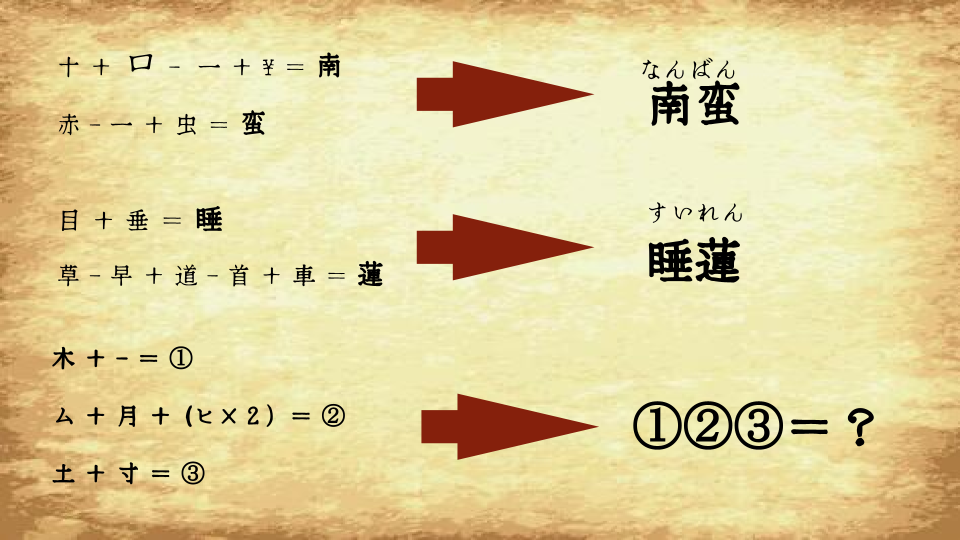 十 + 口 - 一 + ¥ = 南
赤 - 一 + 虫 = 蛮
なんばん
南蛮
目 + 垂 = 睡
草 - 早 + 道 - 首 + 車 = 蓮
すいれん
睡蓮
木 + - = ①
ム + 月 + (ヒ×2) = ②
土 + 寸 = ③
①②③=?